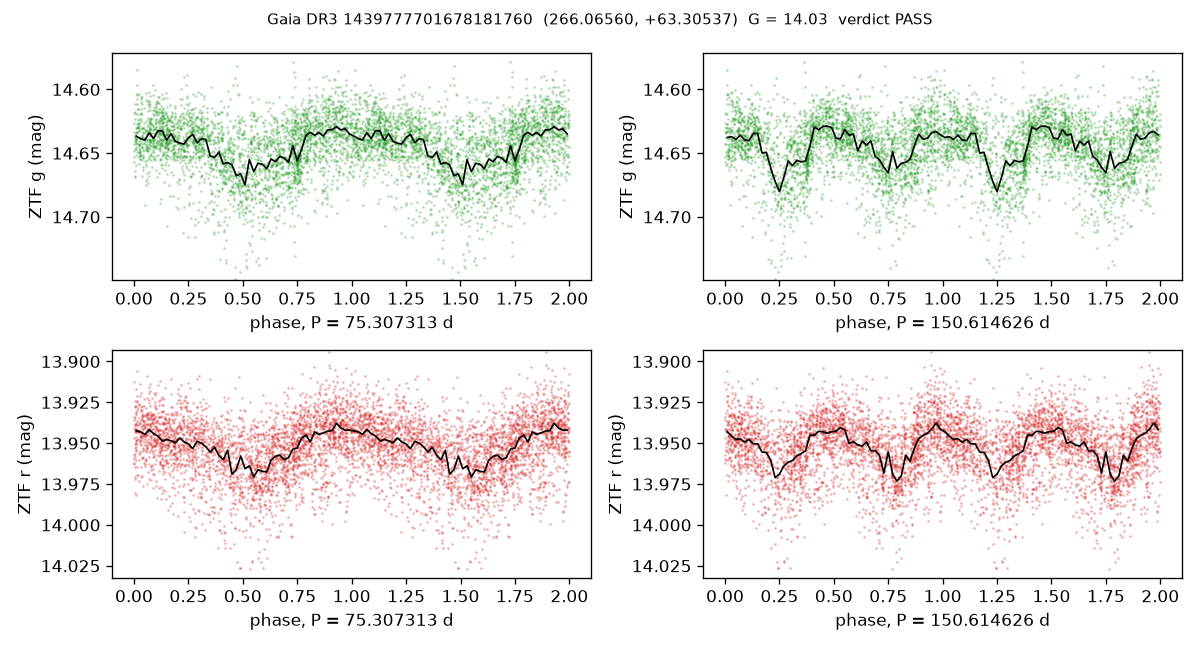 Gaia DR3 1439777701678181760  (266.06560, +63.30537)  G = 14.03  verdict PASS
ZTF g (mag)
14.60
14.65
14.70
0.00 0.25 0.50 0.75 1.00 1.25 1.50 1.75 2.00
phase, P = 75.307313 d
ZTF g (mag)
14.60
14.65
14.70
0.00 0.25 0.50 0.75 1.00 1.25 1.50 1.75 2.00
phase, P = 150.614626 d
ZTF r (mag)
13.900
13.925
13.950
13.975
14.000
14.025
0.00 0.25 0.50 0.75 1.00 1.25 1.50 1.75 2.00
phase, P = 75.307313 d
ZTF r (mag)
13.900
13.925
13.950
13.975
14.000
14.025
0.00 0.25 0.50 0.75 1.00 1.25 1.50 1.75 2.00
phase, P = 150.614626 d